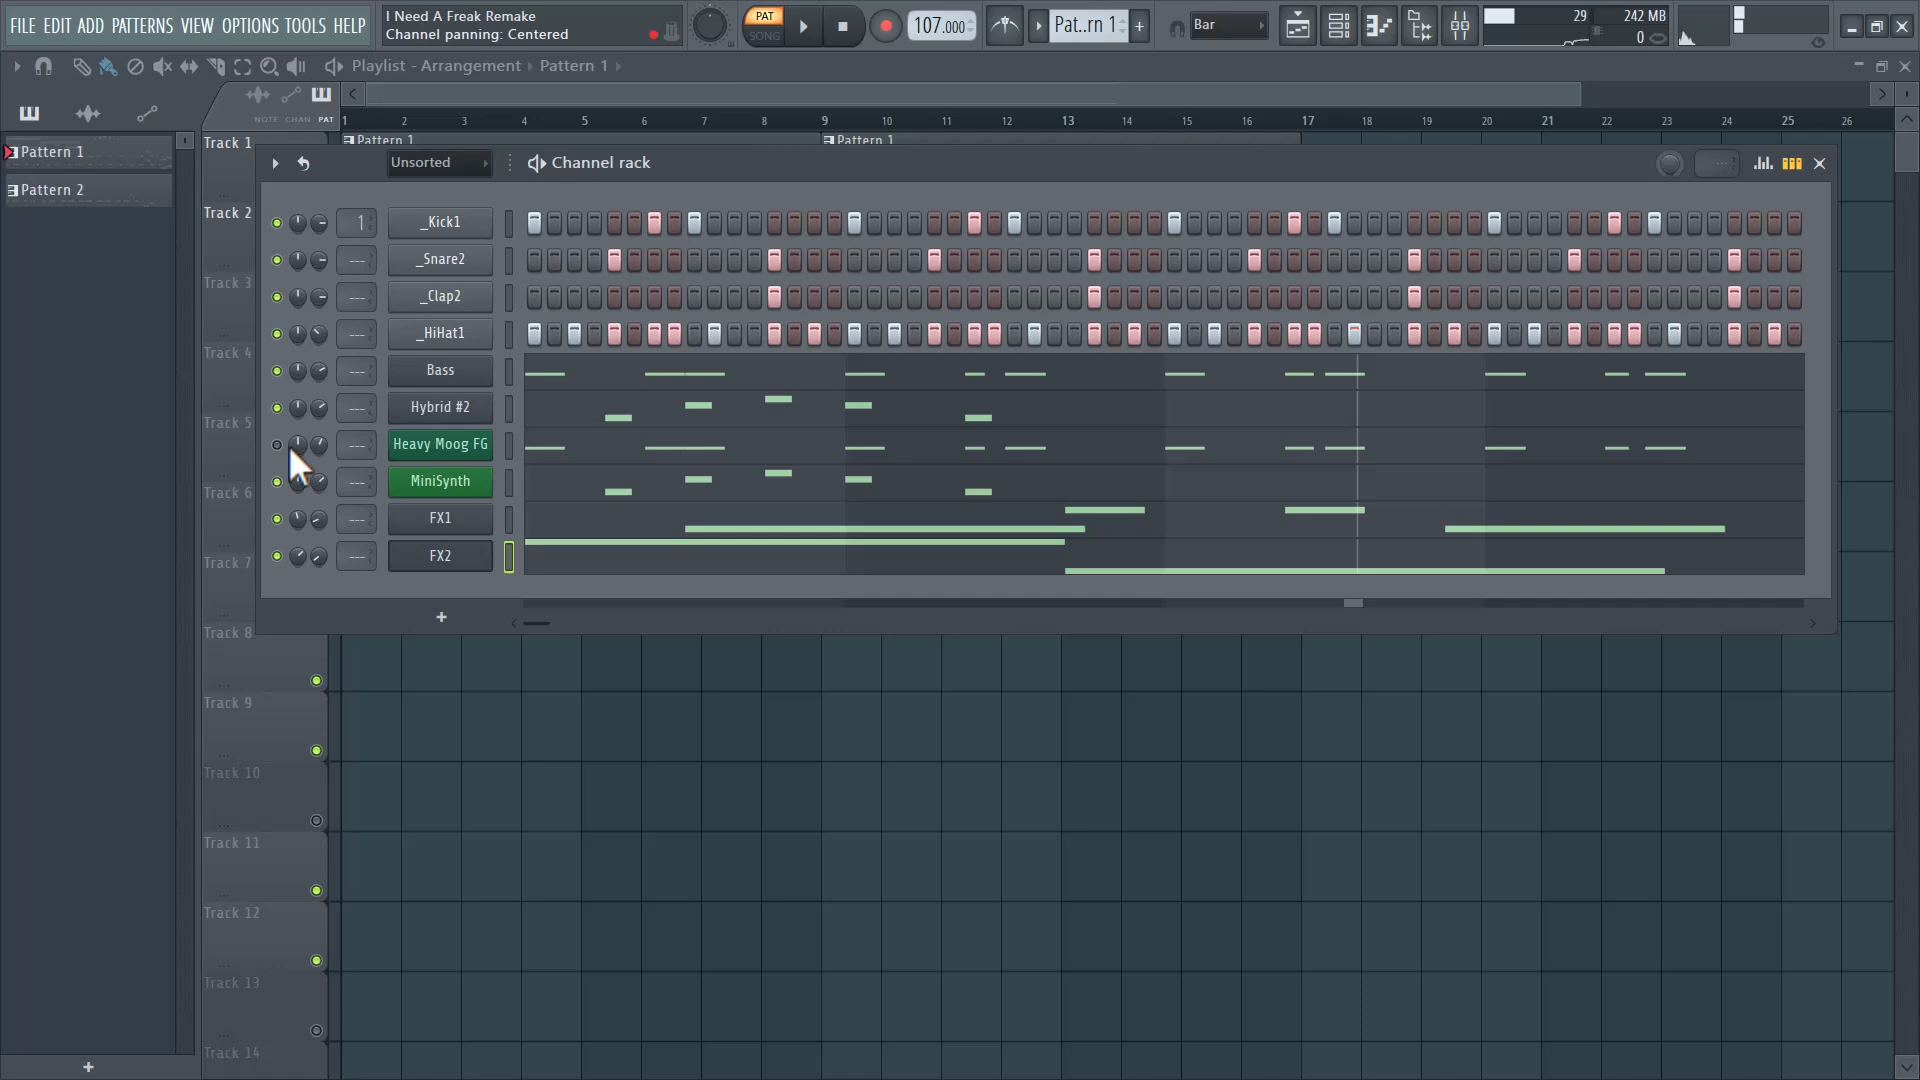 FILE EDIT ADD PATTERNS VIEW OPTIONS TOOLS HELP
I Need A Freak Remake
Channel panning: Centered
PAT
SONG
107.000
Pat..rn 1
+
Bar
29
242 MB
0
Playlist - Arrangement Pattern 1
NOTE CHAN PAT
1 2 3 4 5 6 7 8 9 10 11 12 13 14 15 16 17 18 19 20 21 22 23 24 25 26
Pattern 1
Pattern 2
Track 1
Pattern 1
Pattern 1
Unsorted
Channel rack
Track 2
1
_Kick1
--- _Snare2
Track 3
--- _Clap2
--- _HiHat1
Track 4
--- Bass
--- Hybrid #2
Track 5
--- Heavy Moog FG
--- MiniSynth
Track 6
--- FX1
--- FX2
Track 7
+
Track 8
Track 9
Track 10
Track 11
Track 12
Track 13
Track 14
+